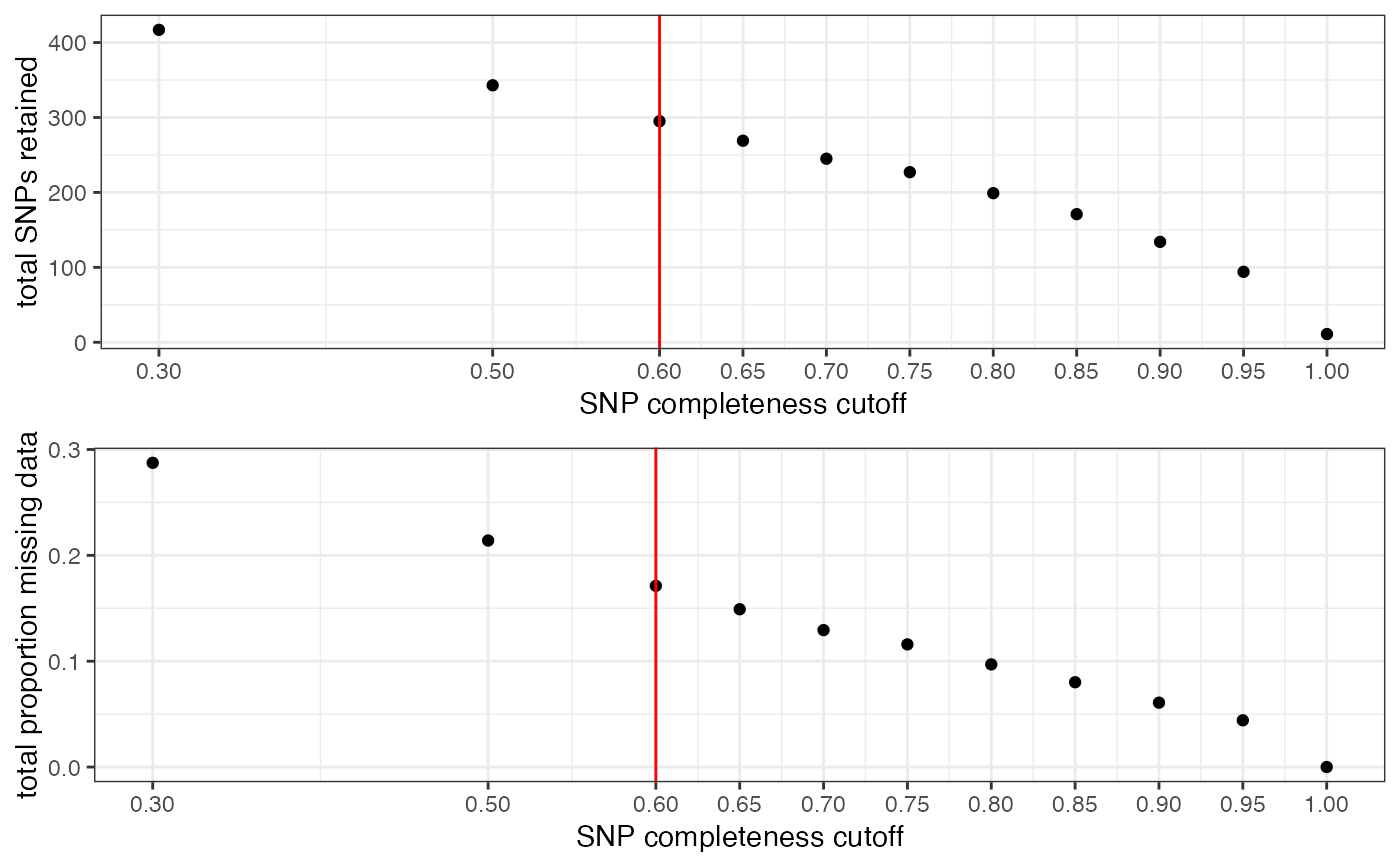 total SNPs retained
400
300
200
100
0
0.30 0.50 0.60 0.65 0.70 0.75 0.80 0.85 0.90 0.95 1.00
SNP completeness cutoff
total proportion missing data
0.3
0.2
0.1
0.0
0.30 0.50 0.60 0.65 0.70 0.75 0.80 0.85 0.90 0.95 1.00
SNP completeness cutoff